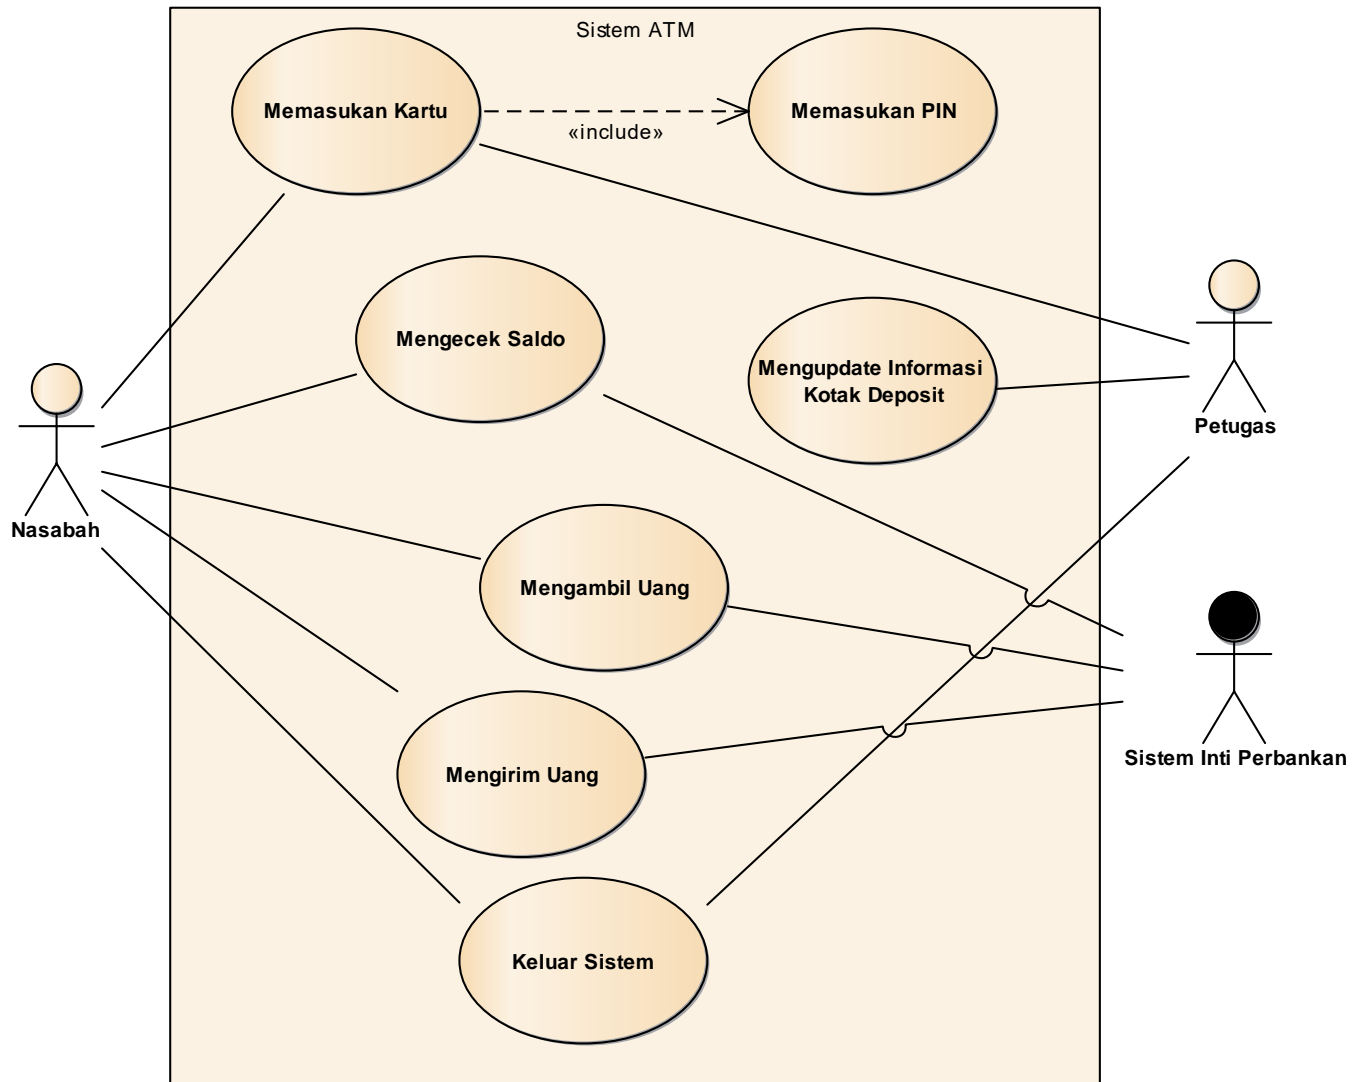 Sistem ATM
Memasukan Kartu
Memasukan PIN
«include»
Mengecek Saldo
Mengupdate Informasi
Kotak Deposit
Petugas
Nasabah
Mengambil Uang
Sistem Inti Perbankan
Mengirim Uang
Keluar Sistem